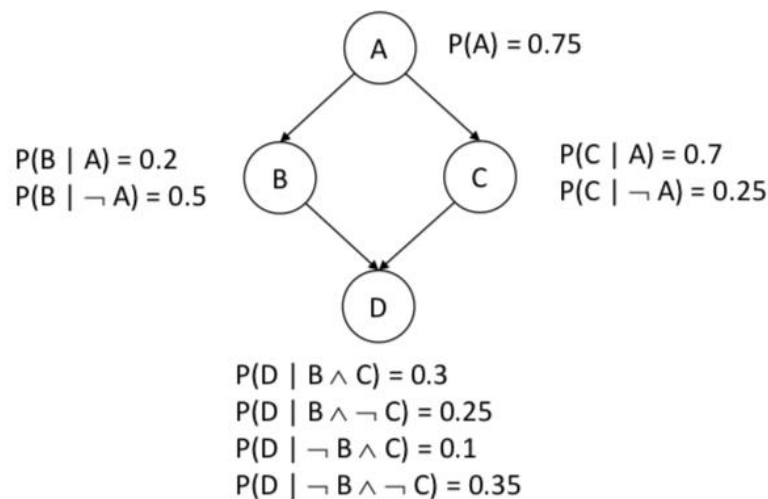 A
P(A) = 0.75
P(B | A) = 0.2
P(B | ¬ A) = 0.5
B
C
P(C | A) = 0.7
P(C | ¬ A) = 0.25
D
P(D | B ∧ C) = 0.3
P(D | B ∧ ¬ C) = 0.25
P(D | ¬ B ∧ C) = 0.1
P(D | ¬ B ∧ ¬ C) = 0.35